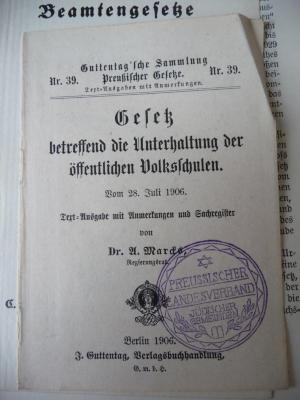 Beamtengesetze
Guttentag'sche Sammlung
Nr. 39. Preußischer Gesetze. Nr. 39.
Text-Ausgaben mit Anmerkungen.
Gesetz
betreffend die Unterhaltung der
öffentlichen Volksschulen.
Vom 28. Juli 1906.
Text-Ausgabe mit Anmerkungen und Sachregister
von
Dr. A. Marcks,
Regierungsrat.
PREUSSISCHER
LANDESVERBAND
JÜDISCHER
GEMEINDEN
Berlin 1906.
J. Guttentag, Verlagsbuchhandlung,
G. m. b. H.
C.